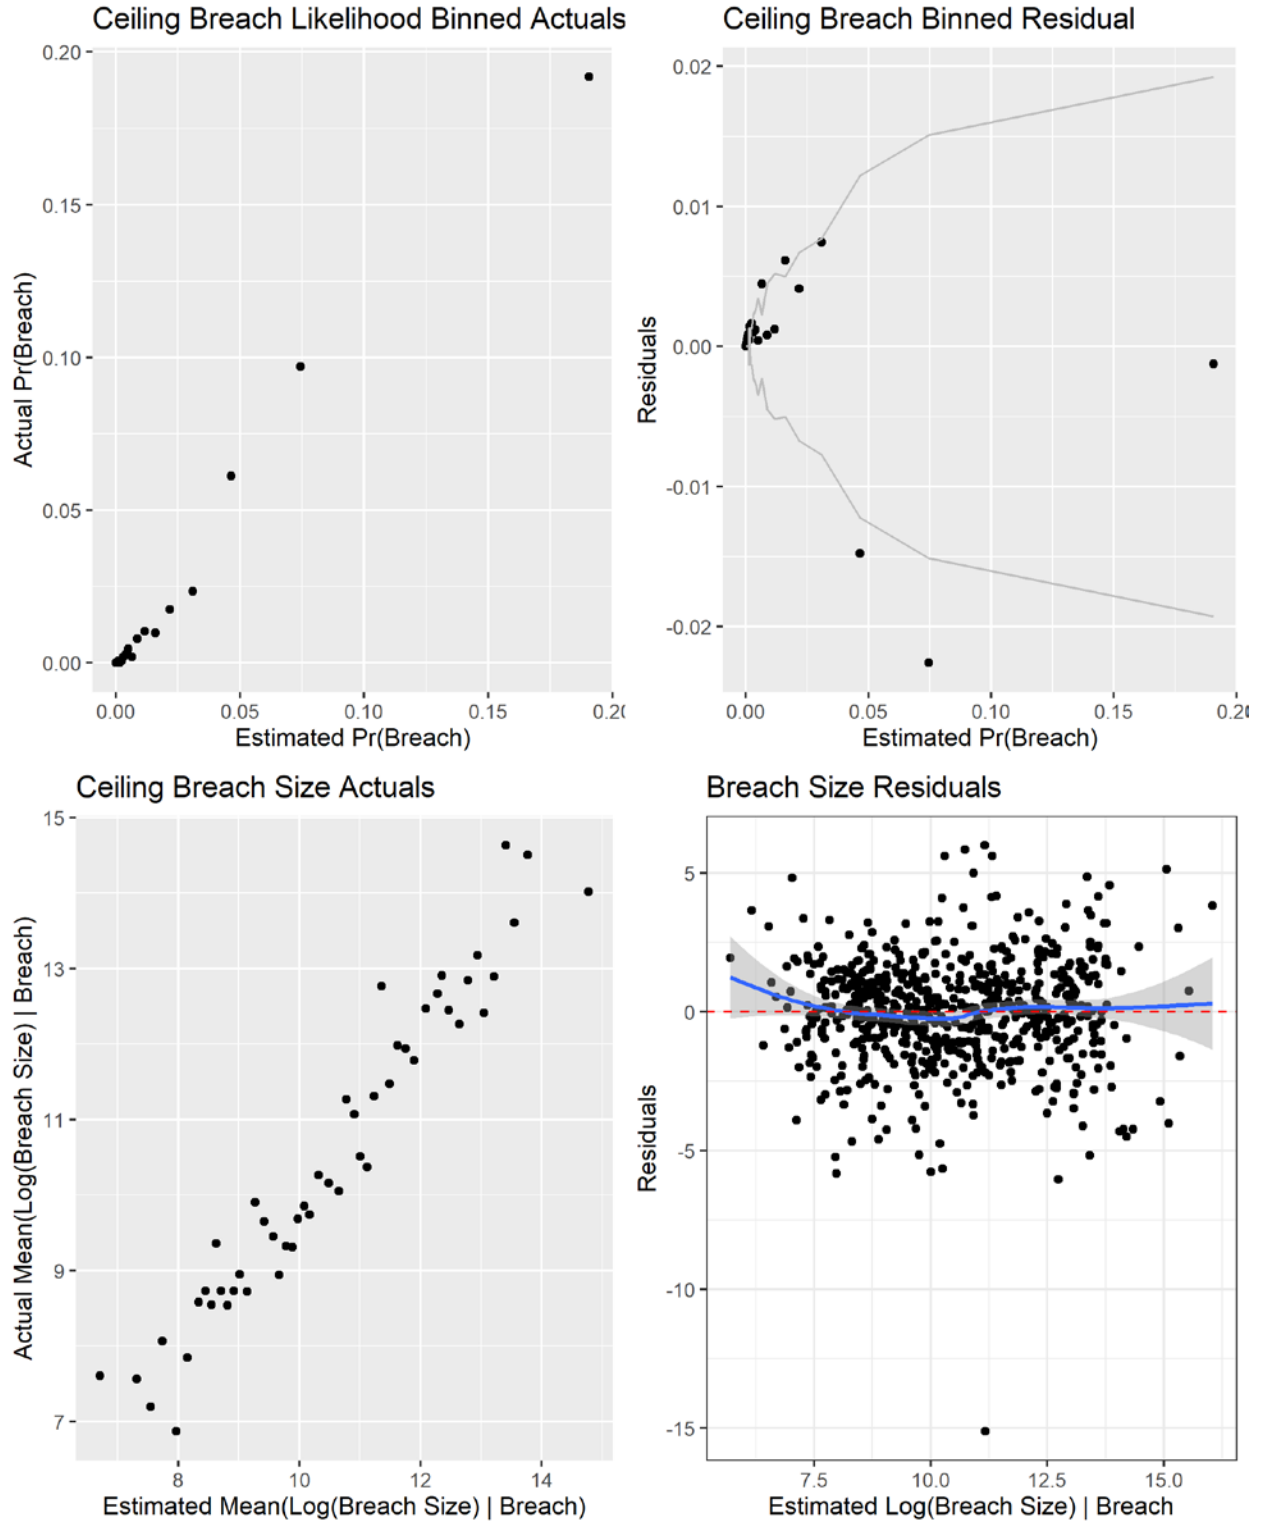 Ceiling Breach Likelihood Binned Actuals
0.20
0.15
0.10
0.05
0.00
Actual Pr(Breach)
0.00 0.05 0.10 0.15 0.20
Estimated Pr(Breach)
Ceiling Breach Binned Residual
0.02
0.01
0.00
-0.01
-0.02
Residuals
0.00 0.05 0.10 0.15 0.20
Estimated Pr(Breach)
Ceiling Breach Size Actuals
15
13
11
9
7
Actual Mean(Log(Breach Size) | Breach)
8 10 12 14
Estimated Mean(Log(Breach Size) | Breach)
Breach Size Residuals
5
0
-5
-10
-15
Residuals
7.5 10.0 12.5 15.0
Estimated Log(Breach Size) | Breach